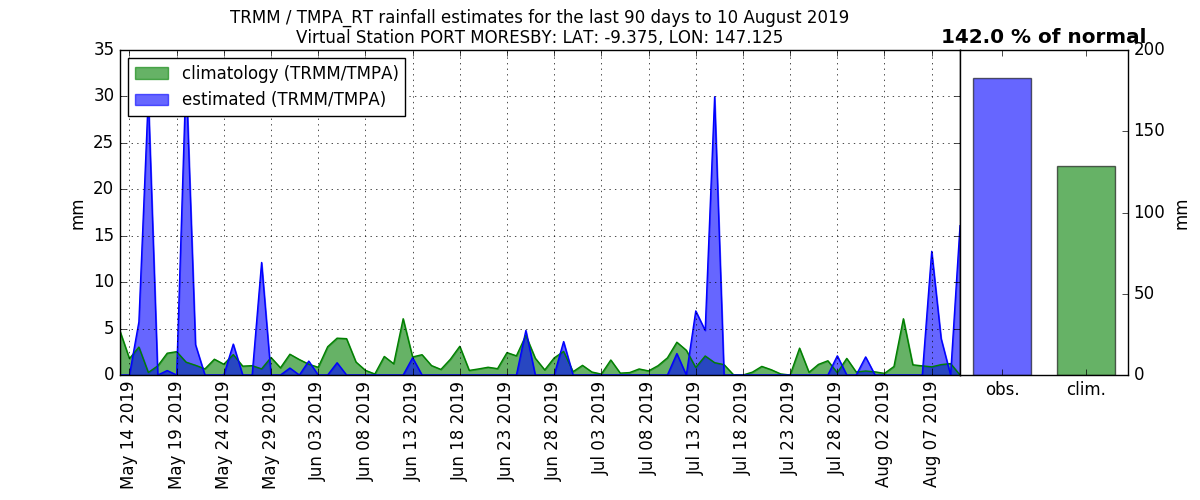 TRMM / TMPA_RT rainfall estimates for the last 90 days to 10 August 2019
Virtual Station PORT MORESBY: LAT: -9.375, LON: 147.125
142.0 % of normal
climatology (TRMM/TMPA)
estimated (TRMM/TMPA)
mm
35
30
25
20
15
10
5
0
May 14 2019
May 19 2019
May 24 2019
May 29 2019
Jun 03 2019
Jun 08 2019
Jun 13 2019
Jun 18 2019
Jun 23 2019
Jun 28 2019
Jul 03 2019
Jul 08 2019
Jul 13 2019
Jul 18 2019
Jul 23 2019
Jul 28 2019
Aug 02 2019
Aug 07 2019
obs.
clim.
200
150
100
50
0
mm